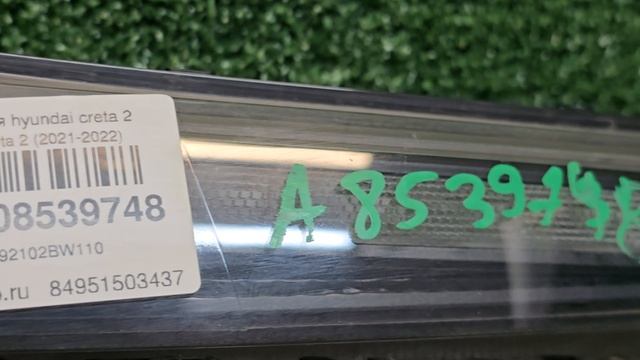 я hyundai creta 2
ta 2 (2021-2022)
08539748
92102BW110
.ru 84951503437
A 8539748